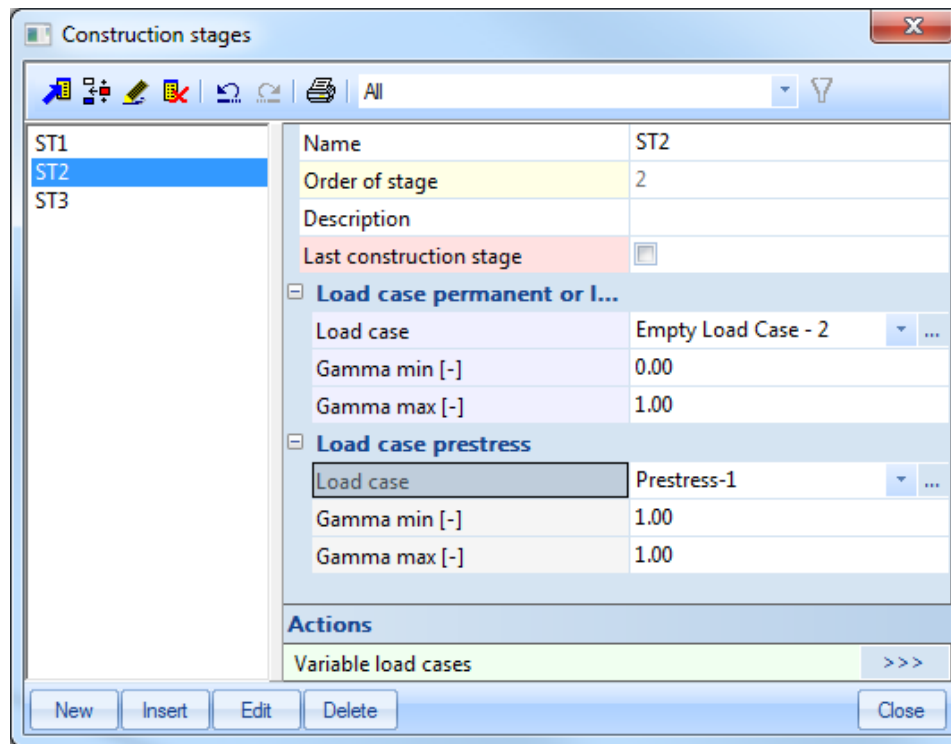 Construction stages
All
ST1
ST2
ST3
Name ST2
Order of stage 2
Description
Last construction stage
Load case permanent or l...
Load case Empty Load Case - 2 ...
Gamma min [-] 0.00
Gamma max [-] 1.00
Load case prestress
Load case Prestress-1 ...
Gamma min [-] 1.00
Gamma max [-] 1.00
Actions
Variable load cases >>>
New Insert Edit Delete Close